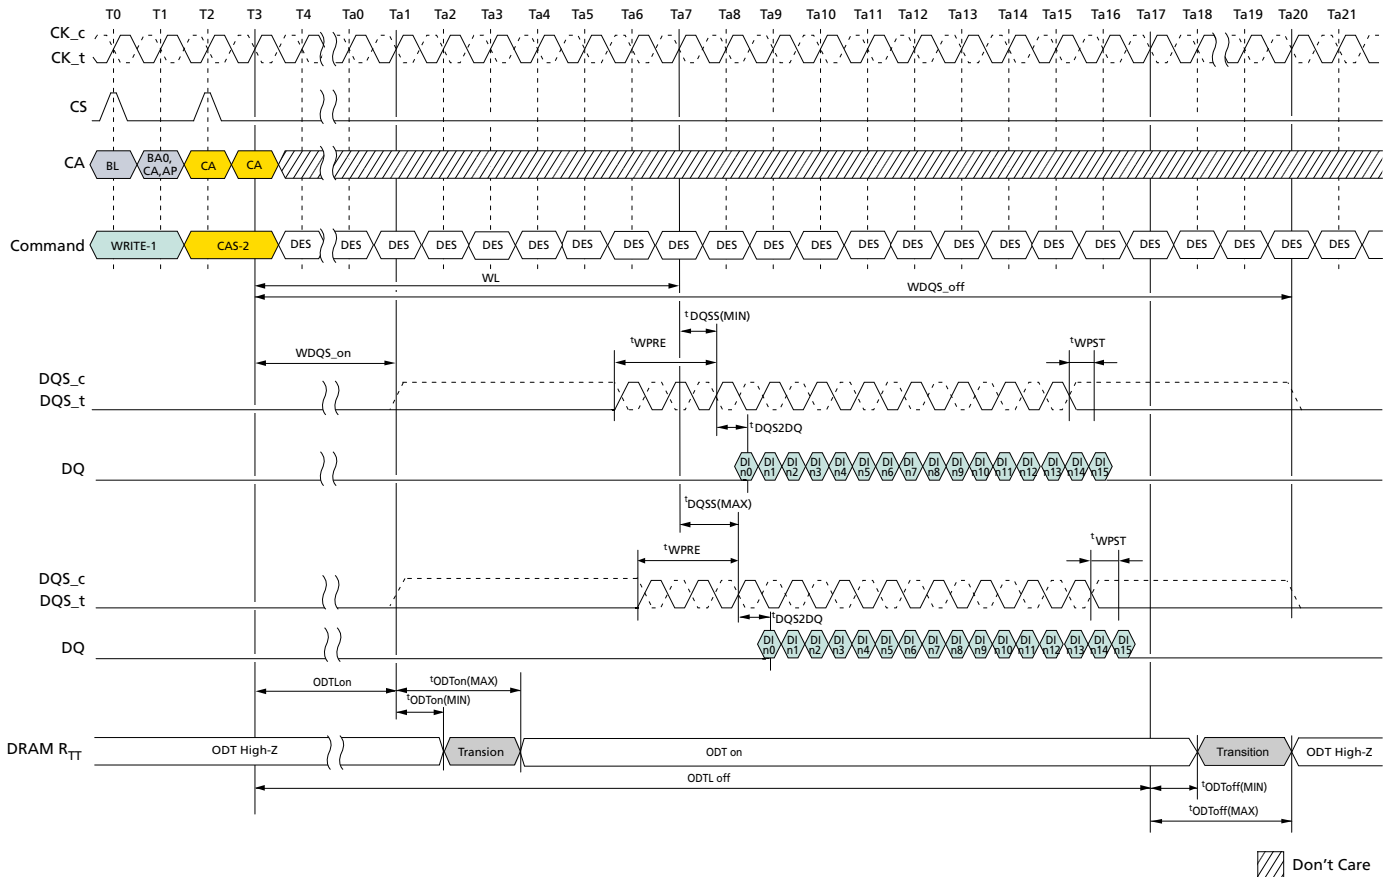 T0 T1 T2 T3 T4 Ta0 Ta1 Ta2 Ta3 Ta4 Ta5 Ta6 Ta7 Ta8 Ta9 Ta10 Ta11 Ta12 Ta13 Ta14 Ta15 Ta16 Ta17 Ta18 Ta19 Ta20 Ta21
CK_c
CK_t
CS
CA BL BA0, CA, AP CA CA
Command WRITE-1 CAS-2 DES DES DES DES DES DES DES DES DES DES DES DES DES DES DES DES DES DES DES DES DES DES DES
WL
WDQS_off
tDQSS(MIN)
WDQS_on tWPRE tWPST
DQS_c
DQS_t
tDQS2DQ
DQ DI n0 DI n1 DI n2 DI n3 DI n4 DI n5 DI n6 DI n7 DI n8 DI n9 DI n10 DI n11 DI n12 DI n13 DI n14 DI n15
tDQSS(MAX)
tWPRE tWPST
DQS_c
DQS_t
tDQS2DQ
DQ DI n0 DI n1 DI n2 DI n3 DI n4 DI n5 DI n6 DI n7 DI n8 DI n9 DI n10 DI n11 DI n12 DI n13 DI n14 DI n15
ODTLon tODTon(MAX)
tODTon(MIN)
DRAM RTT ODT High-Z Transion ODT on Transition ODT High-Z
ODTL off tODToff(MIN)
tODToff(MAX)
Don't Care